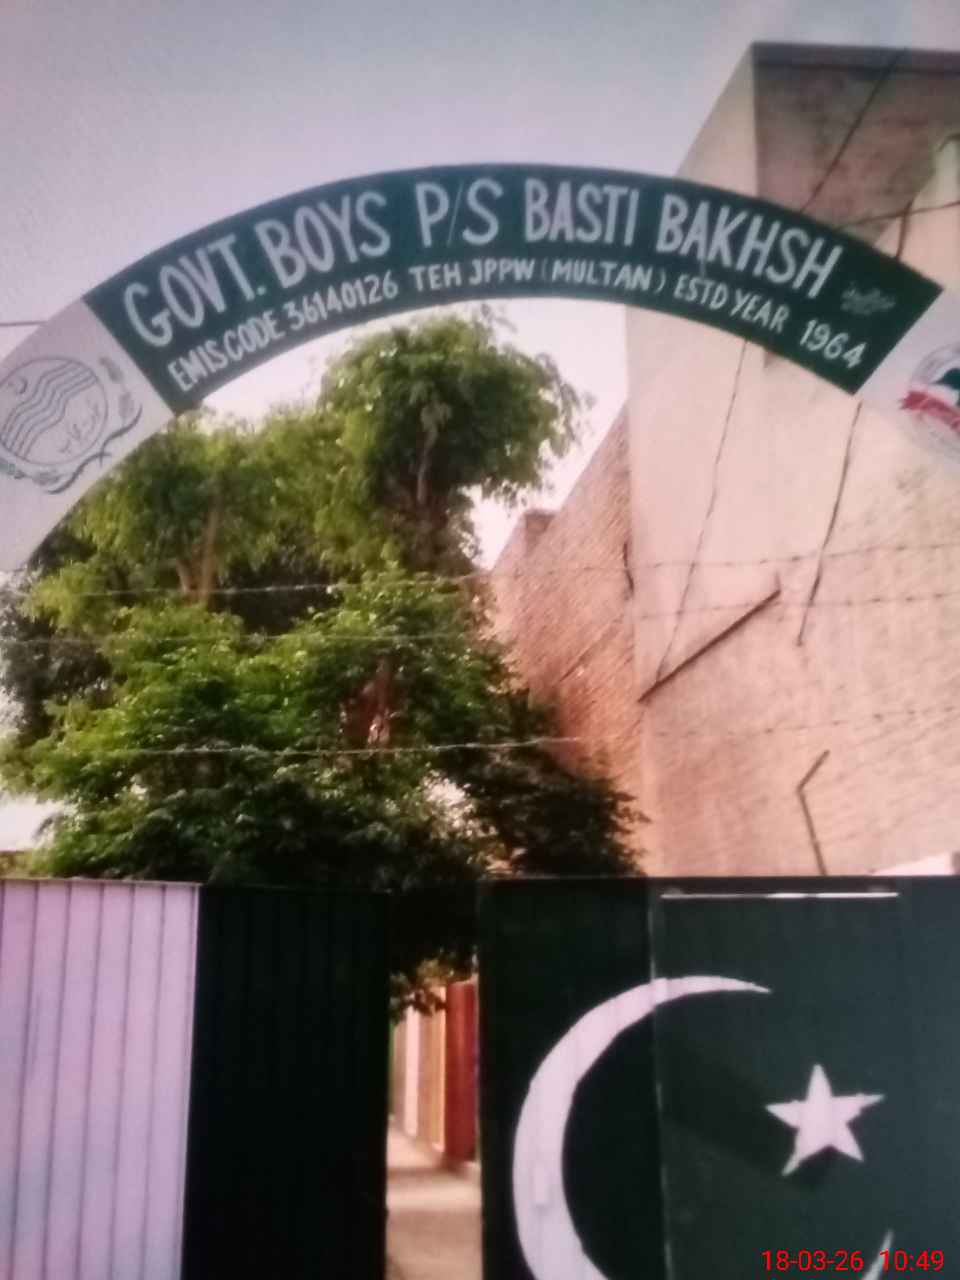 GOVT. BOYS P/S BASTI BAKHSH
EMIS CODE 36140126 TEH JPPW (MULTAN) ESTD YEAR 1964
18-03-26 10:49